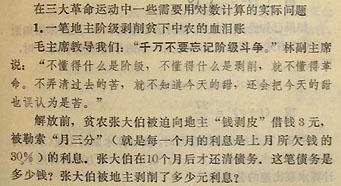 在三大革命运动中一些需要用对数计算的实际问题
1.一笔地主阶级剥削贫下中农的血泪账
毛主席教导我们：“千万不要忘记阶级斗争。”林副主席
说：“不懂得什么是阶级，不懂得什么是剥削，就不懂得革
命。不弄清过去的苦，就不知道今天的甜，还会把今天的甜
也误认为是苦。”
解放前，贫农张大伯被迫向地主“钱剥皮”借钱3元，
被勒索“月三分”（就是每一个月的利息是上月所欠钱的
30%）的利息。张大伯在10个月后才还清债务。这笔债务是
多少钱？张大伯被地主剥削了多少元利息？